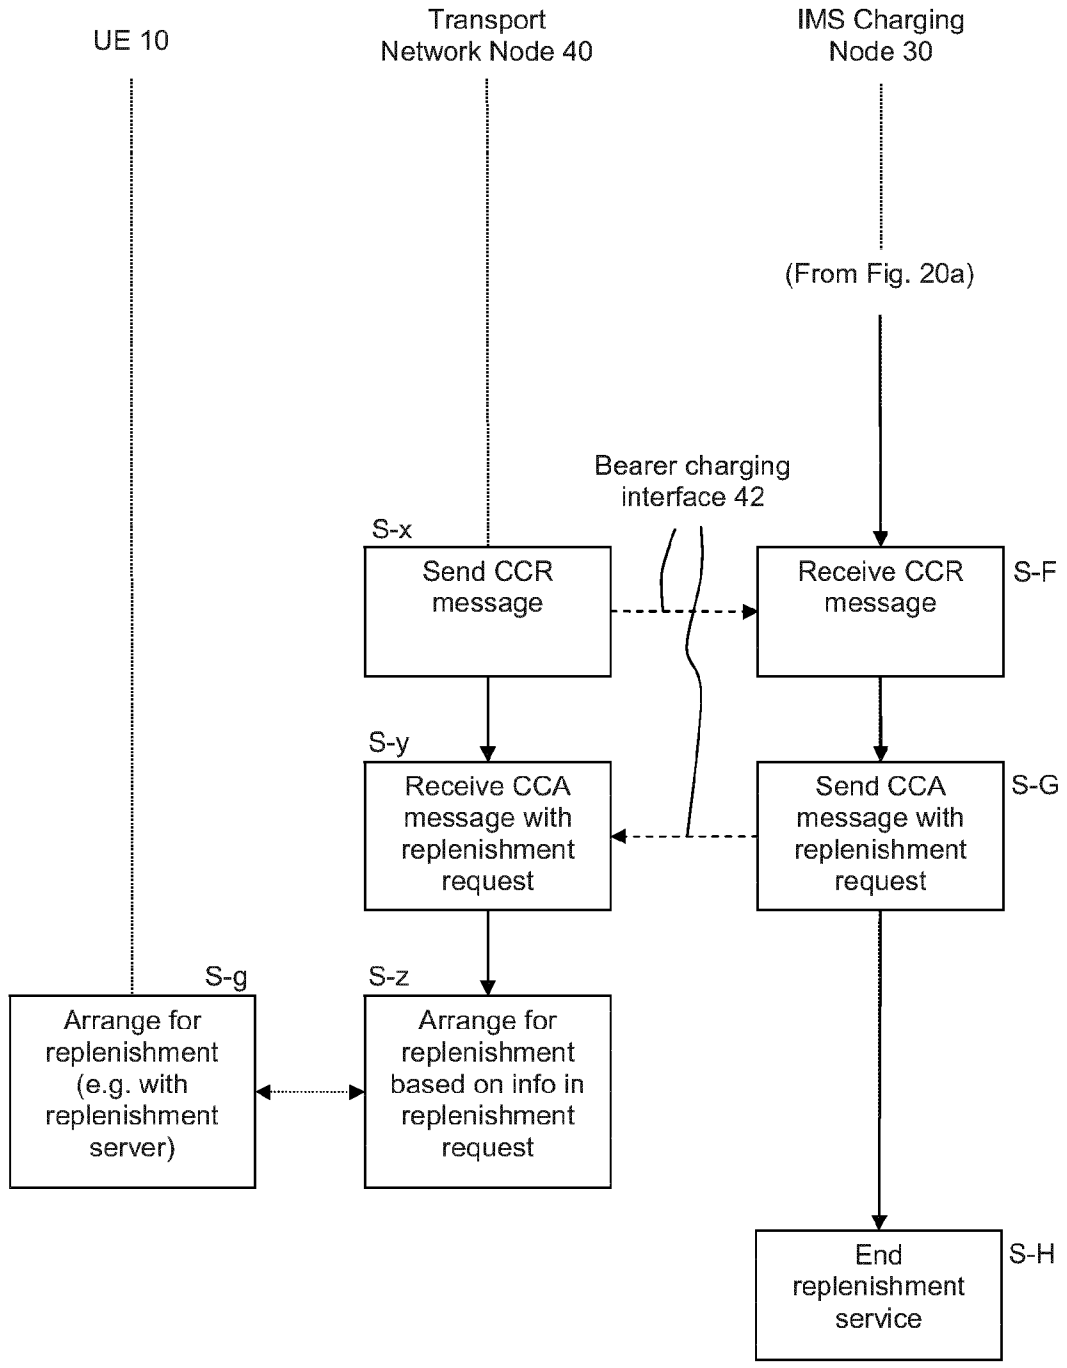 UE 10
Transport
Network Node 40
IMS Charging
Node 30
(From Fig. 20a)
Bearer charging
interface 42
S-x
Send CCR
message
Receive CCR
message
S-F
S-y
Receive CCA
message with
replenishment
request
Send CCA
message with
replenishment
request
S-G
S-g
Arrange for
replenishment
(e.g. with
replenishment
server)
S-z
Arrange for
replenishment
based on info in
replenishment
request
End
replenishment
service
S-H